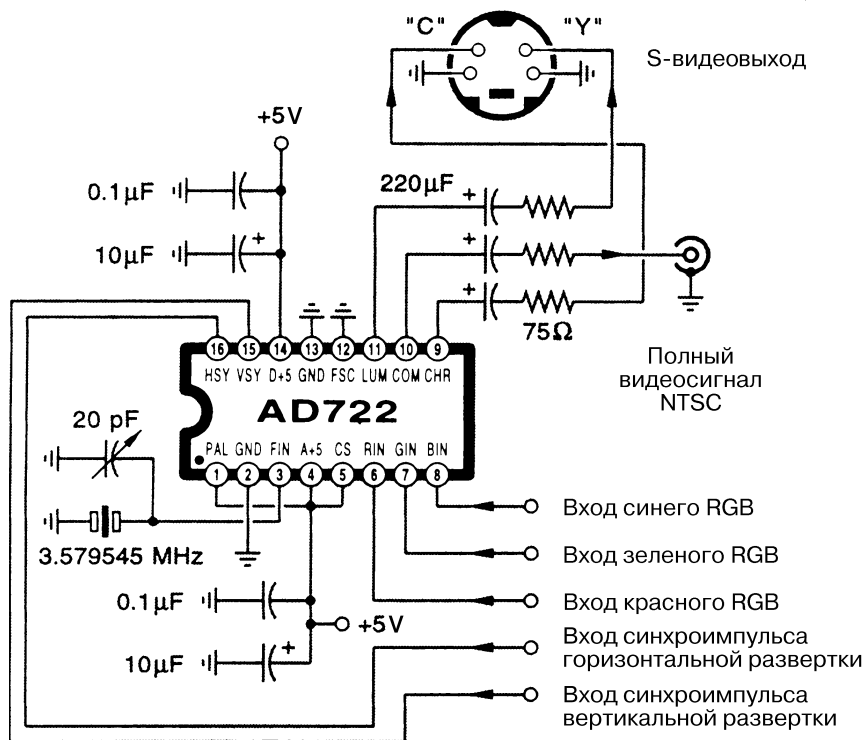 "C"
"Y"
S-видеовыход
+5V
0.1µF
220µF
10µF
75Ω
16 15 14 13 12 11 10 9
HSY VSY D+5 GND FSC LUM COM CHR
Полный
видеосигнал
NTSC
AD722
20 pF
PAL GND FIN A+5 CS RIN GIN BIN
1 2 3 4 5 6 7 8
Вход синего RGB
3.579545 MHz
Вход зеленого RGB
0.1µF
Вход красного RGB
+5V
10µF
Вход синхроимпульса
горизонтальной развертки
Вход синхроимпульса
вертикальной развертки